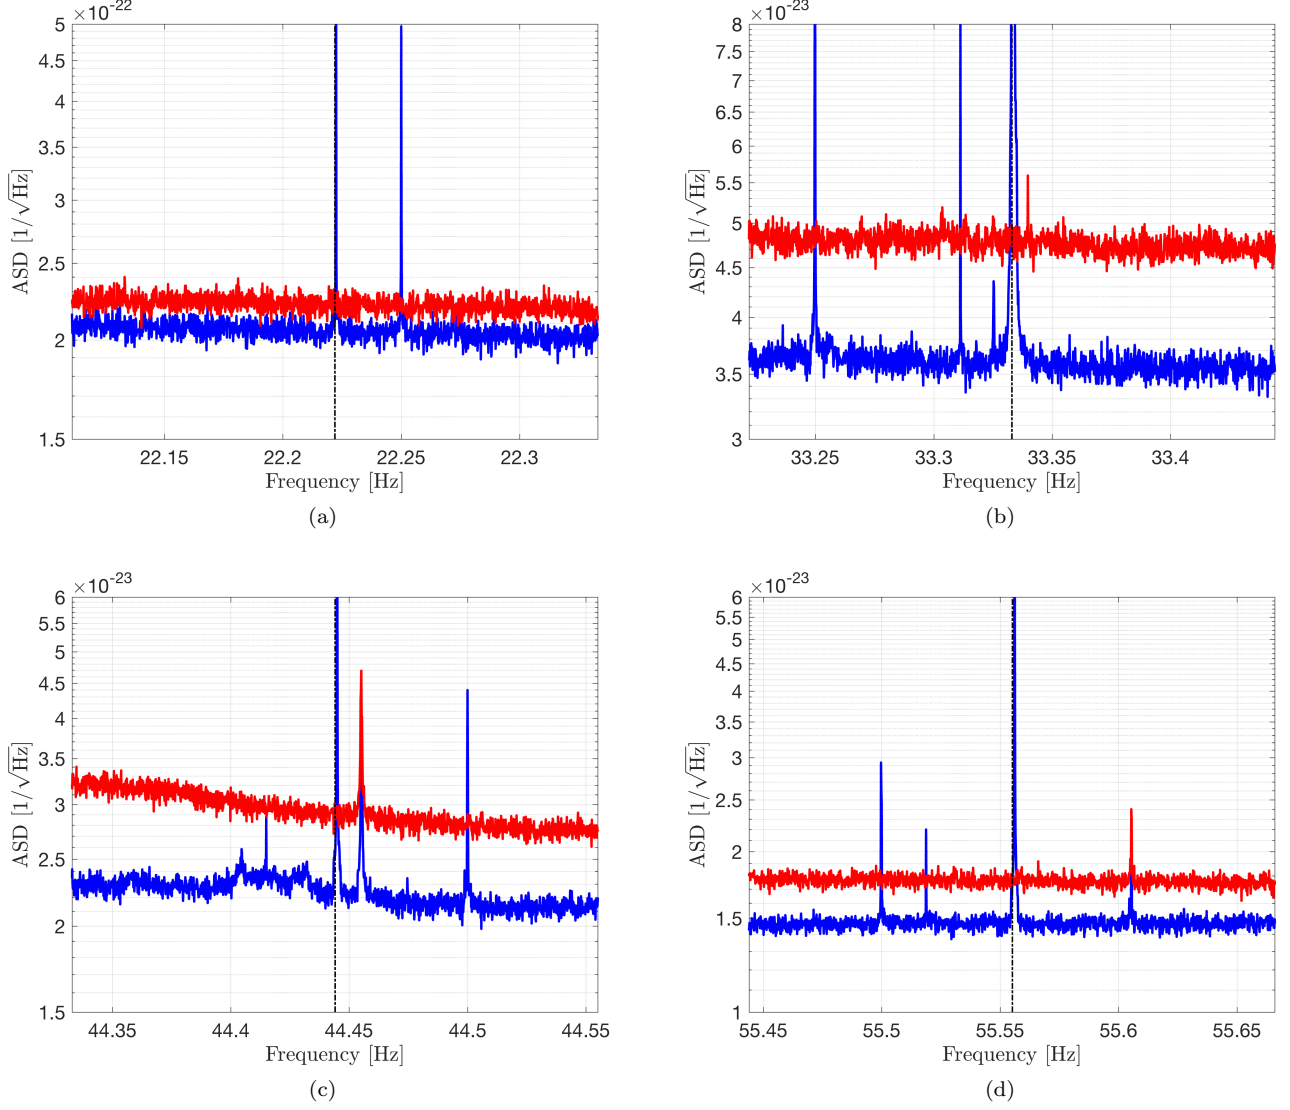 ×10^-22
5
4.5
4
3.5
3
2.5
2
1.5
ASD [1/√Hz]
22.15 22.2 22.25 22.3
Frequency [Hz]
(a)
×10^-23
8
7.5
7
6.5
6
5.5
5
4.5
4
3.5
3
ASD [1/√Hz]
33.25 33.3 33.35 33.4
Frequency [Hz]
(b)
×10^-23
6
5.5
5
4.5
4
3.5
3
2.5
2
1.5
ASD [1/√Hz]
44.35 44.4 44.45 44.5 44.55
Frequency [Hz]
(c)
×10^-23
6
5.5
5
4.5
4
3.5
3
2.5
2
1.5
1
ASD [1/√Hz]
55.45 55.5 55.55 55.6 55.65
Frequency [Hz]
(d)